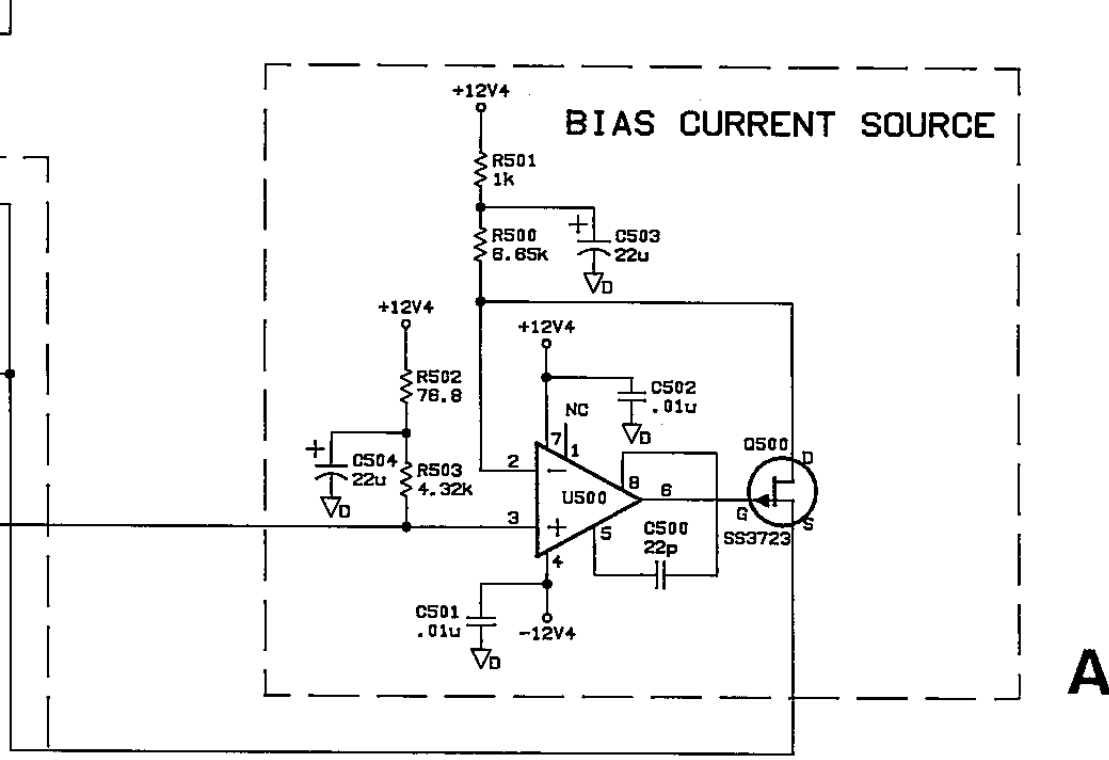 +12V4
BIAS CURRENT SOURCE
R501
1k
R500
6.65k
+
C503
22u
D
+12V4
+12V4
R502
76.8
C502
.01u
D
NC
7
1
+
C504
22u
D
R503
4.32k
2
-
U500
8
6
3
+
5
4
C500
22p
Q500
D
G
S
SS3723
C501
.01u
D
-12V4
A